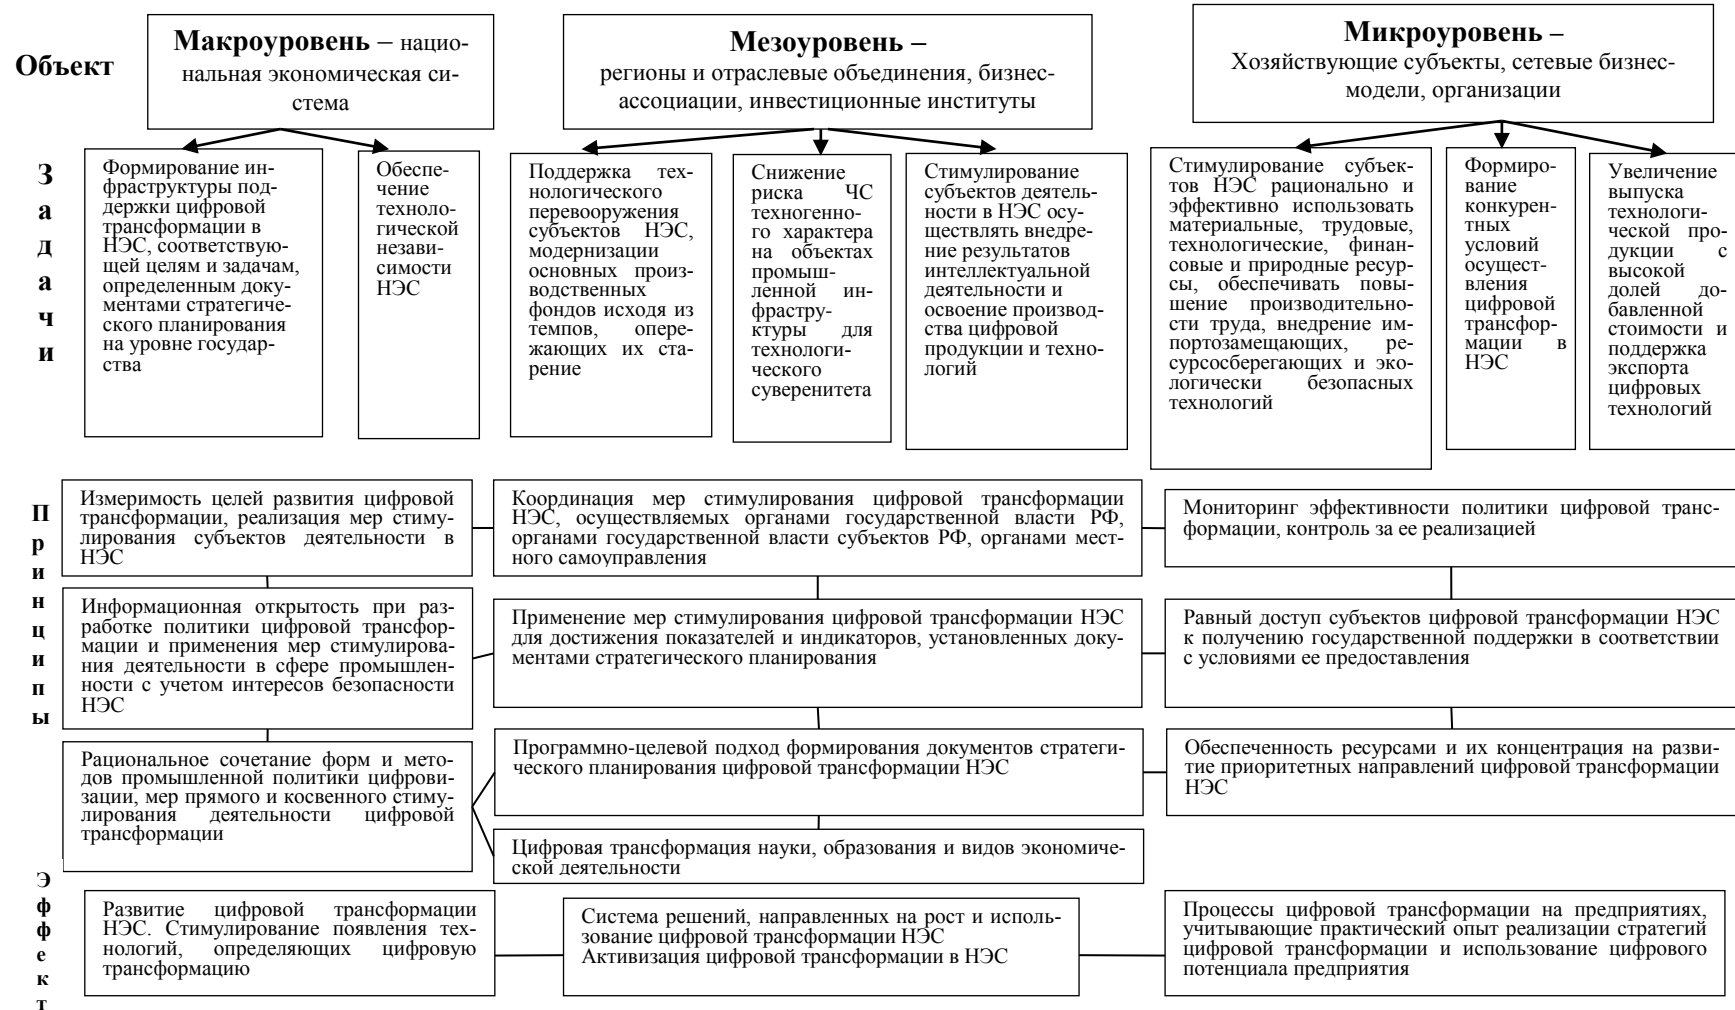 Объект
Макроуровень – нацио-
нальная экономическая си-
стема
Мезоуровень –
регионы и отраслевые объединения, бизнес-
ассоциации, инвестиционные институты
Микроуровень –
Хозяйствующие субъекты, сетевые бизнес-
модели, организации
З
а
д
а
ч
и
Формирование ин-
фраструктуры под-
держки цифровой
трансформации в
НЭС, соответствую-
щей целям и задачам,
определенным доку-
ментами стратегиче-
ского планирования
на уровне государ-
ства
Обеспе-
чение
техноло-
гической
незави-
симости
НЭС
Поддержка тех-
нологического
перевооружения
субъектов НЭС,
модернизации
основных произ-
водственных
фондов исходя из
темпов, опере-
жающих их ста-
рение
Снижение
риска ЧС
техногенно-
го характера
на объектах
промыш-
ленной ин-
фрастру-
ктуры для
технологи-
ческого
суверенитета
Стимулирование
субъектов деятель-
ности в НЭС осу-
ществлять внедре-
ние результатов
интеллектуальной
деятельности и
освоение производ-
ства цифровой
продукции и техно-
логий
Стимулирование субъек-
тов НЭС рационально и
эффективно использовать
материальные, трудовые,
технологические, финан-
совые и природные ресур-
сы, обеспечивать повы-
шение производительно-
сти труда, внедрение им-
портозамещающих, ре-
сурсосберегающих и эко-
логически безопасных
технологий
Формиро-
вание
конкурен-
тных
условий
осущест-
вления
цифровой
трансфор-
мации в
НЭС
Увеличение
выпуска
технологи-
ческой про-
дукции с
высокой
долей до-
бавленной
стоимости и
поддержка
экспорта
цифровых
технологий
П
р
и
н
ц
и
п
ы
Измеримость целей развития цифровой
трансформации, реализация мер стиму-
лирования субъектов деятельности в
НЭС
Координация мер стимулирования цифровой трансформации
НЭС, осуществляемых органами государственной власти РФ,
органами государственной власти субъектов РФ, органами мест-
ного самоуправления
Мониторинг эффективности политики цифровой транс-
формации, контроль за ее реализацией
Информационная открытость при раз-
работке политики цифровой трансфор-
мации и применения мер стимулирова-
ния деятельности в сфере промышлен-
ности с учетом интересов безопасности
НЭС
Применение мер стимулирования цифровой трансформации НЭС
для достижения показателей и индикаторов, установленных доку-
ментами стратегического планирования
Равный доступ субъектов цифровой трансформации НЭС
к получению государственной поддержки в соответствии
с условиями ее предоставления
Рациональное сочетание форм и мето-
дов промышленной политики цифрови-
зации, мер прямого и косвенного стиму-
лирования деятельности цифровой
трансформации
Программно-целевой подход формирования документов стратеги-
ческого планирования цифровой трансформации НЭС
Обеспеченность ресурсами и их концентрация на разви-
тие приоритетных направлений цифровой трансформации
НЭС
Цифровая трансформация науки, образования и видов экономиче-
ской деятельности
Э
ф
ф
е
к
т
Развитие цифровой трансформации
НЭС. Стимулирование появления тех-
нологий, определяющих цифровую
трансформацию
Система решений, направленных на рост и исполь-
зование цифровой трансформации НЭС
Активизация цифровой трансформации в НЭС
Процессы цифровой трансформации на предприятиях,
учитывающие практический опыт реализации стратегий
цифровой трансформации и использование цифрового
потенциала предприятия